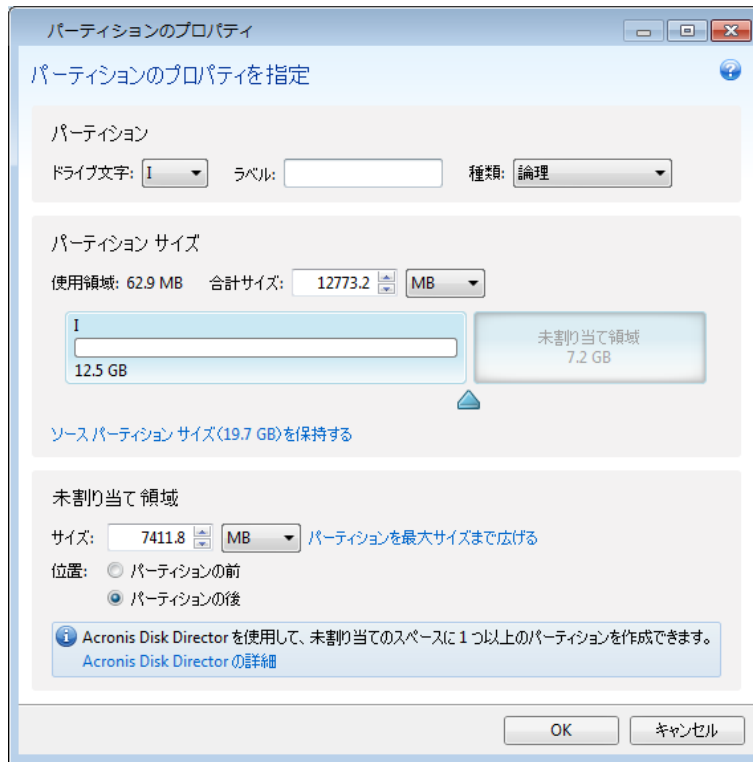 パーティションのプロパティ
パーティションのプロパティを指定
パーティション
ドライブ文字: I ラベル: 種類: 論理
パーティション サイズ
使用領域: 62.9 MB 合計サイズ: 12773.2 MB
I
12.5 GB
未割り当て領域
7.2 GB
ソース パーティション サイズ(19.7 GB)を保持する
未割り当て領域
サイズ: 7411.8 MB パーティションを最大サイズまで広げる
位置: パーティションの前
パーティションの後
Acronis Disk Director を使用して、未割り当てのスペースに 1 つ以上のパーティションを作成できます。
Acronis Disk Director の詳細
OK キャンセル